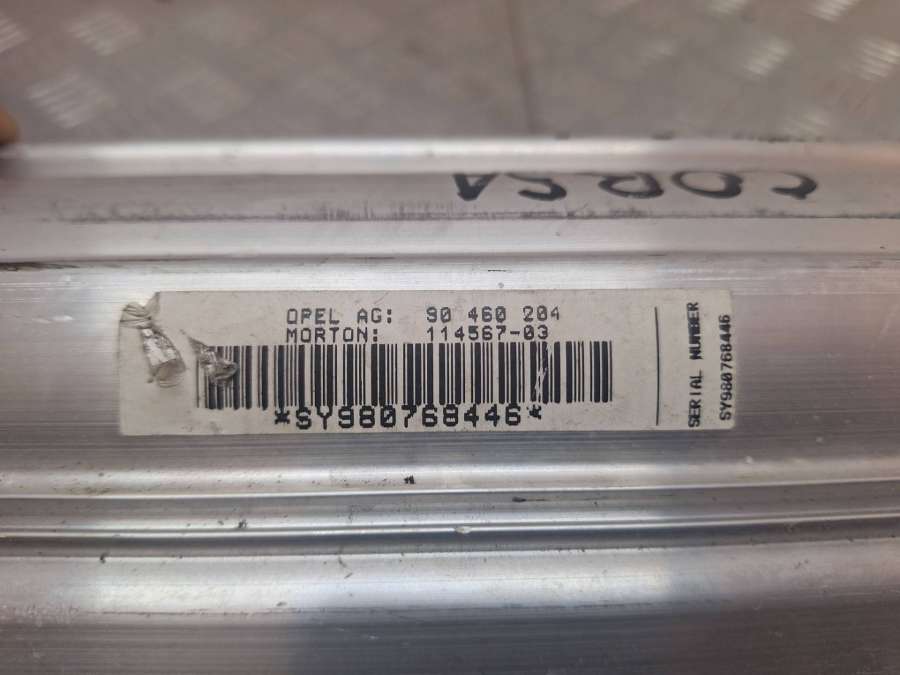 CORSA
OPEL AG: 90 460 204
MORTON: 114567-03
*SY980768446*
SERIAL NUMBER
SY980768446